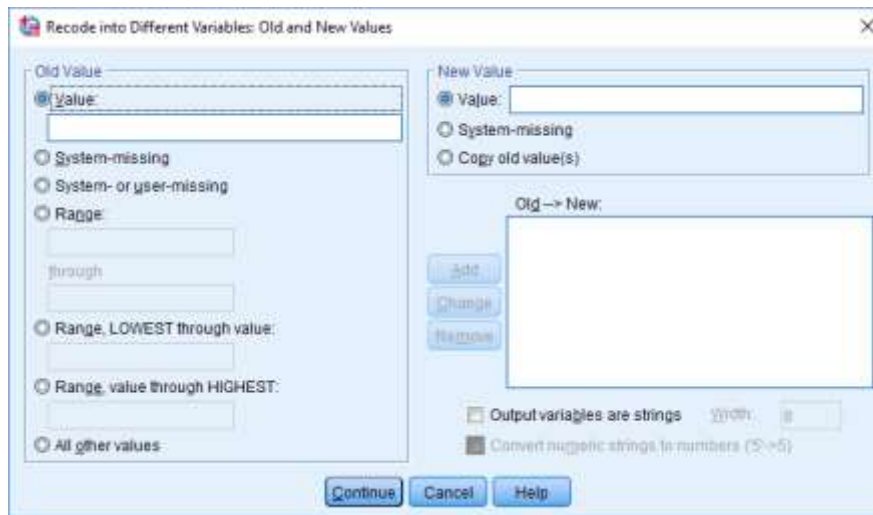 Recode into Different Variables: Old and New Values
Old Value
Value:
System-missing
System- or user-missing
Range:
through
Range, LOWEST through value:
Range, value through HIGHEST:
All other values
New Value
Value:
System-missing
Copy old value(s)
Old --> New:
Add
Change
Remove
Output variables are strings Width: 8
Convert numeric strings to numbers ('5'->5)
Continue Cancel Help